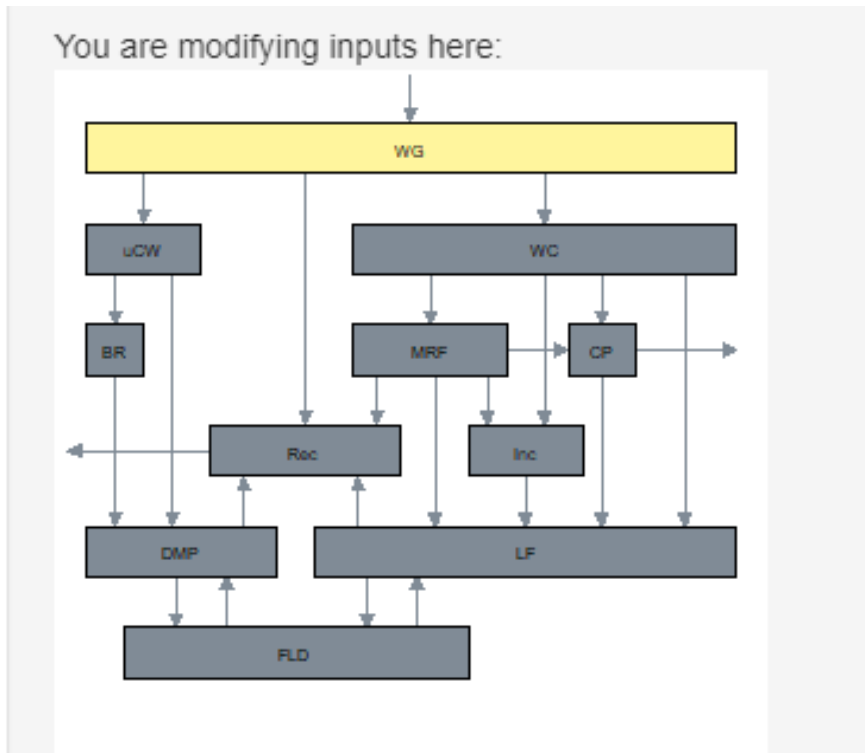 You are modifying inputs here:
WG
uCW
WC
BR
MRF
CP
Rec
Inc
DMP
LF
FLD